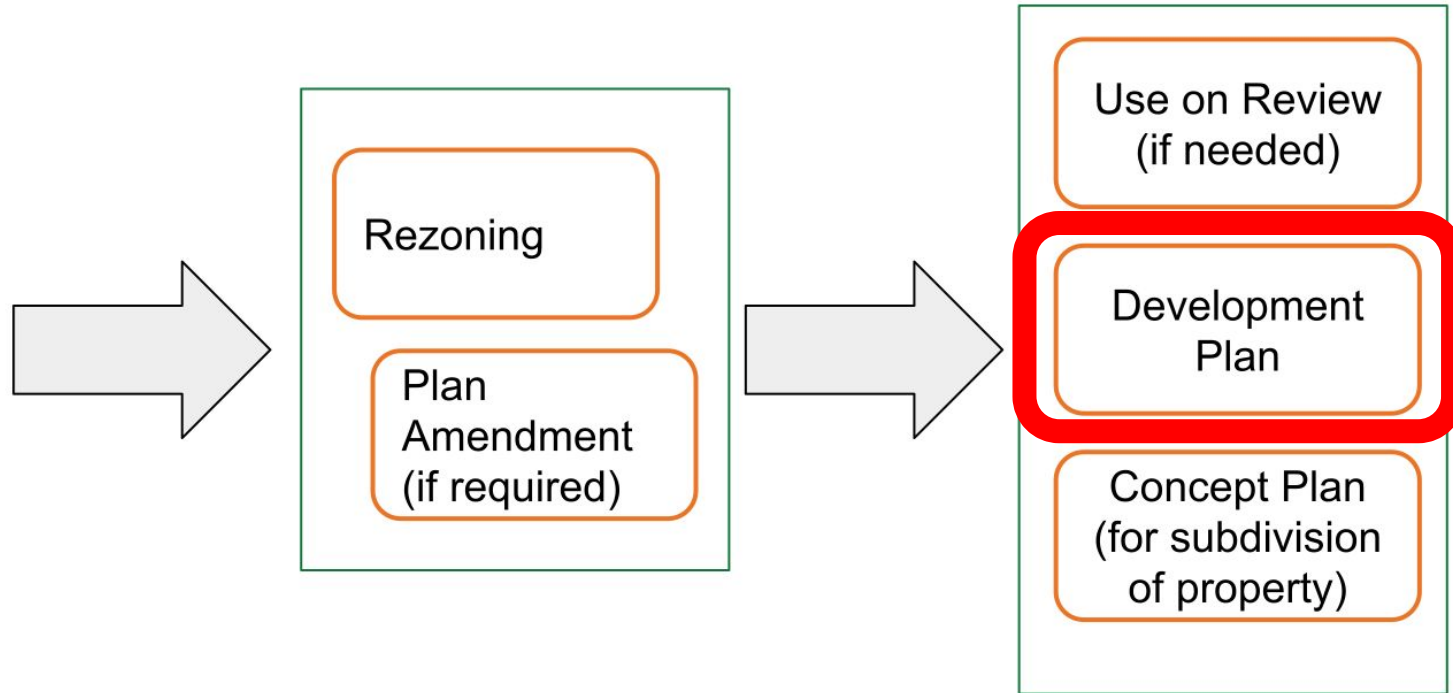 Rezoning
Plan
Amendment
(if required)
Use on Review
(if needed)
Development
Plan
Concept Plan
(for subdivision
of property)